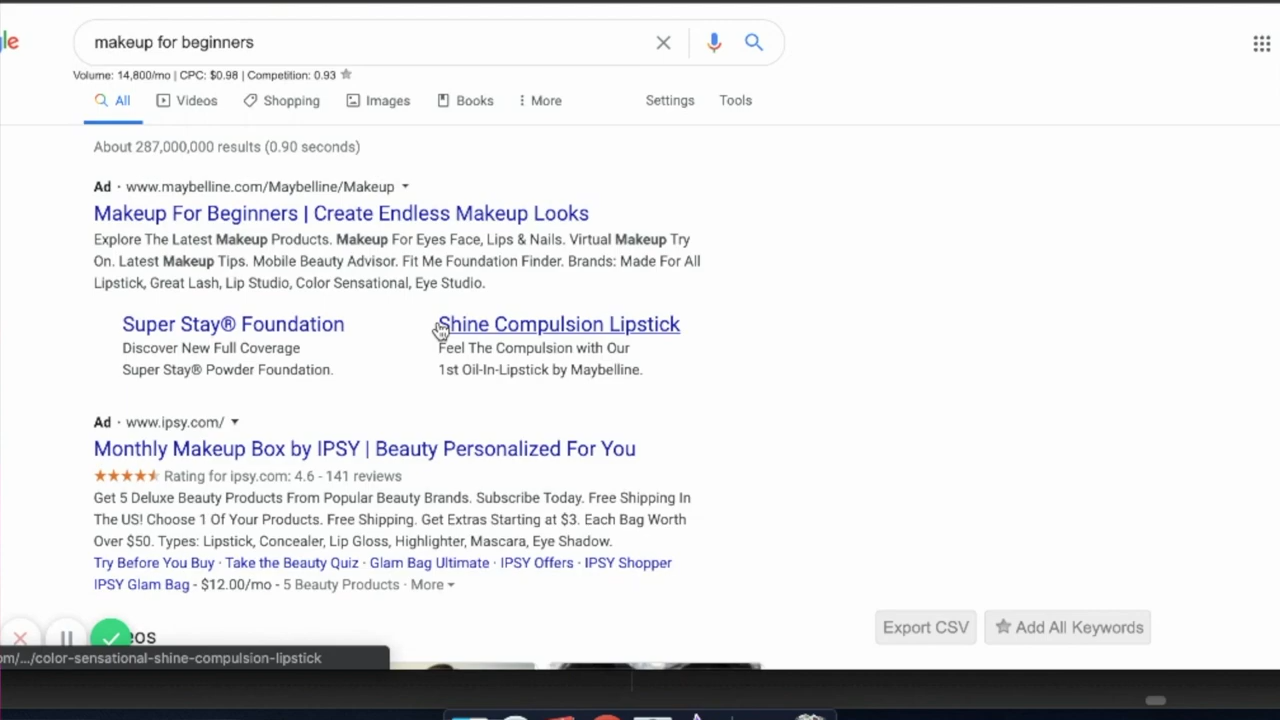 le
makeup for beginners
Volume: 14,800/mo | CPC: $0.98 | Competition: 0.93
All Videos Shopping Images Books More Settings Tools
About 287,000,000 results (0.90 seconds)
Ad · www.maybelline.com/Maybelline/Makeup
Makeup For Beginners | Create Endless Makeup Looks
Explore The Latest Makeup Products. Makeup For Eyes Face, Lips & Nails. Virtual Makeup Try
On. Latest Makeup Tips. Mobile Beauty Advisor. Fit Me Foundation Finder. Brands: Made For All
Lipstick, Great Lash, Lip Studio, Color Sensational, Eye Studio.
Super Stay® Foundation
Discover New Full Coverage
Super Stay® Powder Foundation.
Shine Compulsion Lipstick
Feel The Compulsion with Our
1st Oil-In-Lipstick by Maybelline.
Ad · www.ipsy.com/
Monthly Makeup Box by IPSY | Beauty Personalized For You
Rating for ipsy.com: 4.6 - 141 reviews
Get 5 Deluxe Beauty Products From Popular Beauty Brands. Subscribe Today. Free Shipping In
The US! Choose 1 Of Your Products. Free Shipping. Get Extras Starting at $3. Each Bag Worth
Over $50. Types: Lipstick, Concealer, Lip Gloss, Highlighter, Mascara, Eye Shadow.
Try Before You Buy · Take the Beauty Quiz · Glam Bag Ultimate · IPSY Offers · IPSY Shopper
IPSY Glam Bag - $12.00/mo - 5 Beauty Products · More
Export CSV Add All Keywords
eos
om/.../color-sensational-shine-compulsion-lipstick